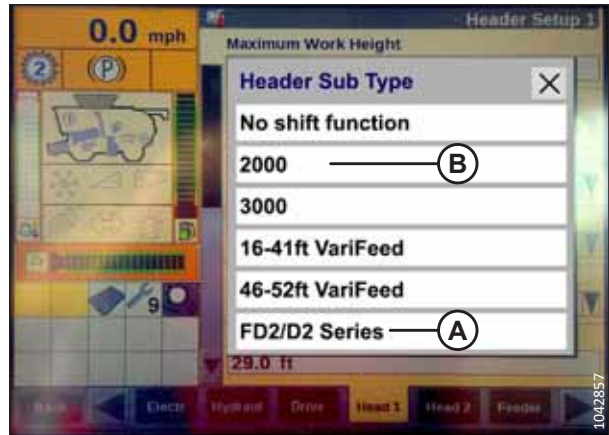 0.0 mph
Header Setup 1
2
P
Maximum Work Height
Header Sub Type
No shift function
2000
B
3000
16-41ft VariFeed
46-52ft VariFeed
FD2/D2 Series
A
9
29.0 ft
Back
Electr
Hydraul
Drive
Head 1
Head 2
Feeder
1042857